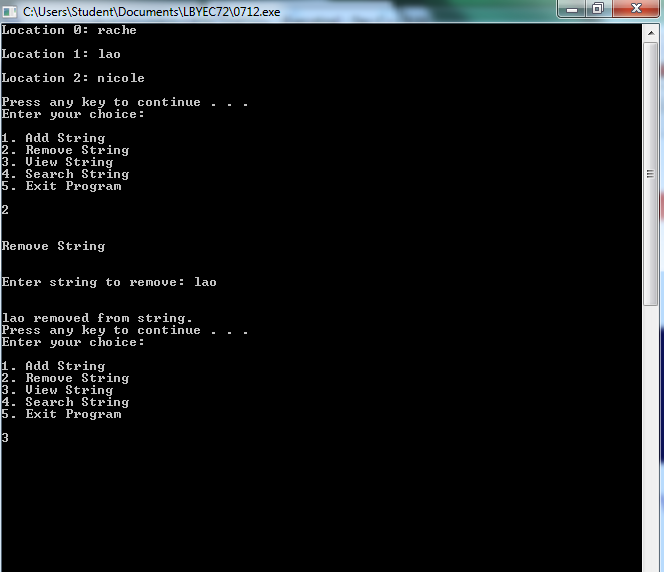 C:\Users\Student\Documents\LBYEC72\0712.exe
Location 0: rache
Location 1: lao
Location 2: nicole
Press any key to continue . . .
Enter your choice:
1. Add String
2. Remove String
3. View String
4. Search String
5. Exit Program
2
Remove String
Enter string to remove: lao
lao removed from string.
Press any key to continue . . .
Enter your choice:
1. Add String
2. Remove String
3. View String
4. Search String
5. Exit Program
3